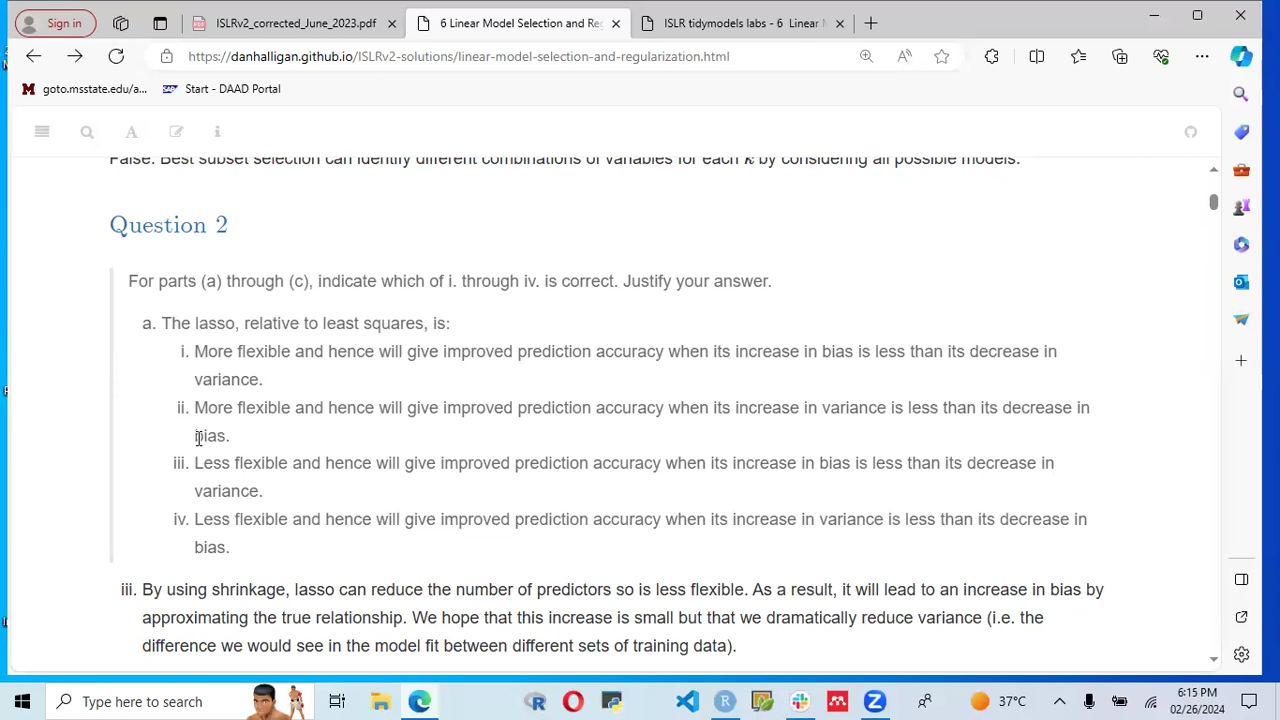 Sign in
ISLRv2_corrected_June_2023.pdf
6 Linear Model Selection and Re
ISLR tidymodels labs - 6 Linear M
https://danhalligan.github.io/ISLRv2-solutions/linear-model-selection-and-regularization.html
goto.msstate.edu/a...
Start - DAAD Portal
False. Best subset selection can identify different combinations of variables for each k by considering all possible models.
Question 2
For parts (a) through (c), indicate which of i. through iv. is correct. Justify your answer.
a. The lasso, relative to least squares, is:
i. More flexible and hence will give improved prediction accuracy when its increase in bias is less than its decrease in
variance.
ii. More flexible and hence will give improved prediction accuracy when its increase in variance is less than its decrease in
bias.
iii. Less flexible and hence will give improved prediction accuracy when its increase in bias is less than its decrease in
variance.
iv. Less flexible and hence will give improved prediction accuracy when its increase in variance is less than its decrease in
bias.
iii. By using shrinkage, lasso can reduce the number of predictors so is less flexible. As a result, it will lead to an increase in bias by
approximating the true relationship. We hope that this increase is small but that we dramatically reduce variance (i.e. the
difference we would see in the model fit between different sets of training data).
Type here to search
37°C
6:15 PM
02/26/2024